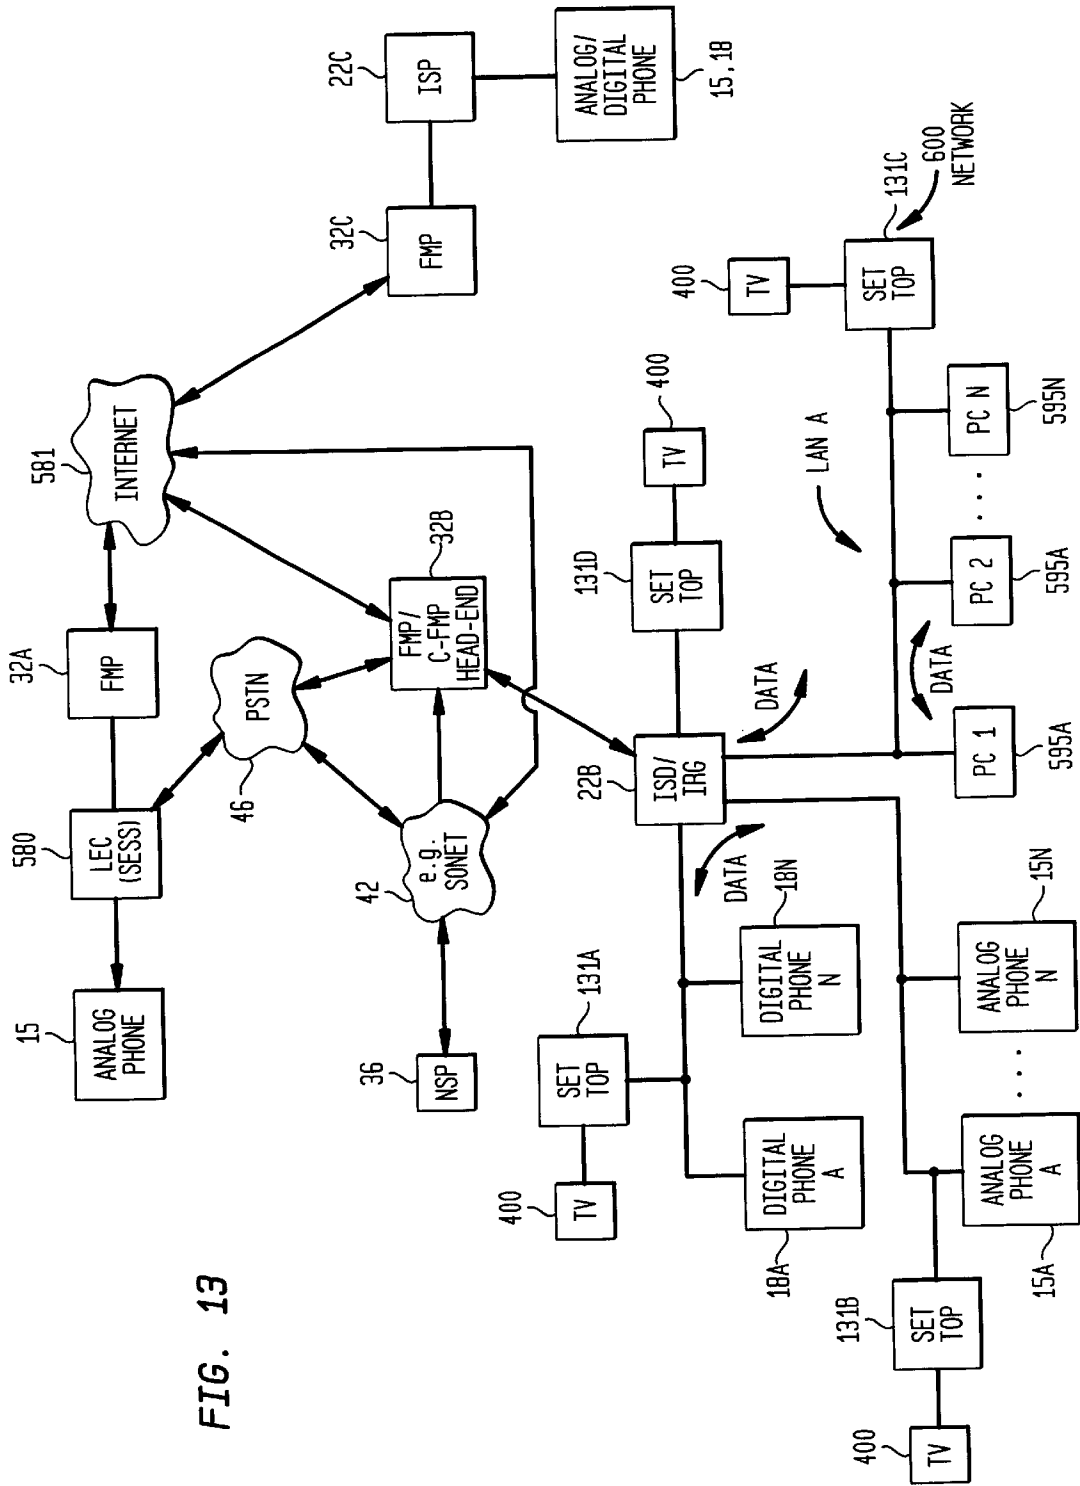 FIG. 13
15
ANALOG
PHONE
580
LEC
(SESS)
32A
FMP
581
INTERNET
46
PSTN
36
NSP
42
e.g.
SONET
32B
FMP/
C-FMP
HEAD-END
32C
FMP
22C
ISP
ANALOG/
DIGITAL
PHONE
15, 18
400
TV
131A
SET
TOP
22B
ISD/
IRG
131D
SET
TOP
400
TV
DATA
DATA
18A
DIGITAL
PHONE
A
18N
DIGITAL
PHONE
N
400
TV
131B
SET
TOP
15A
ANALOG
PHONE
A
. . . .
15N
ANALOG
PHONE
N
400
TV
131C
SET
TOP
600
NETWORK
LAN A
DATA
PC 1
595A
PC 2
595A
. . . .
PC N
595N